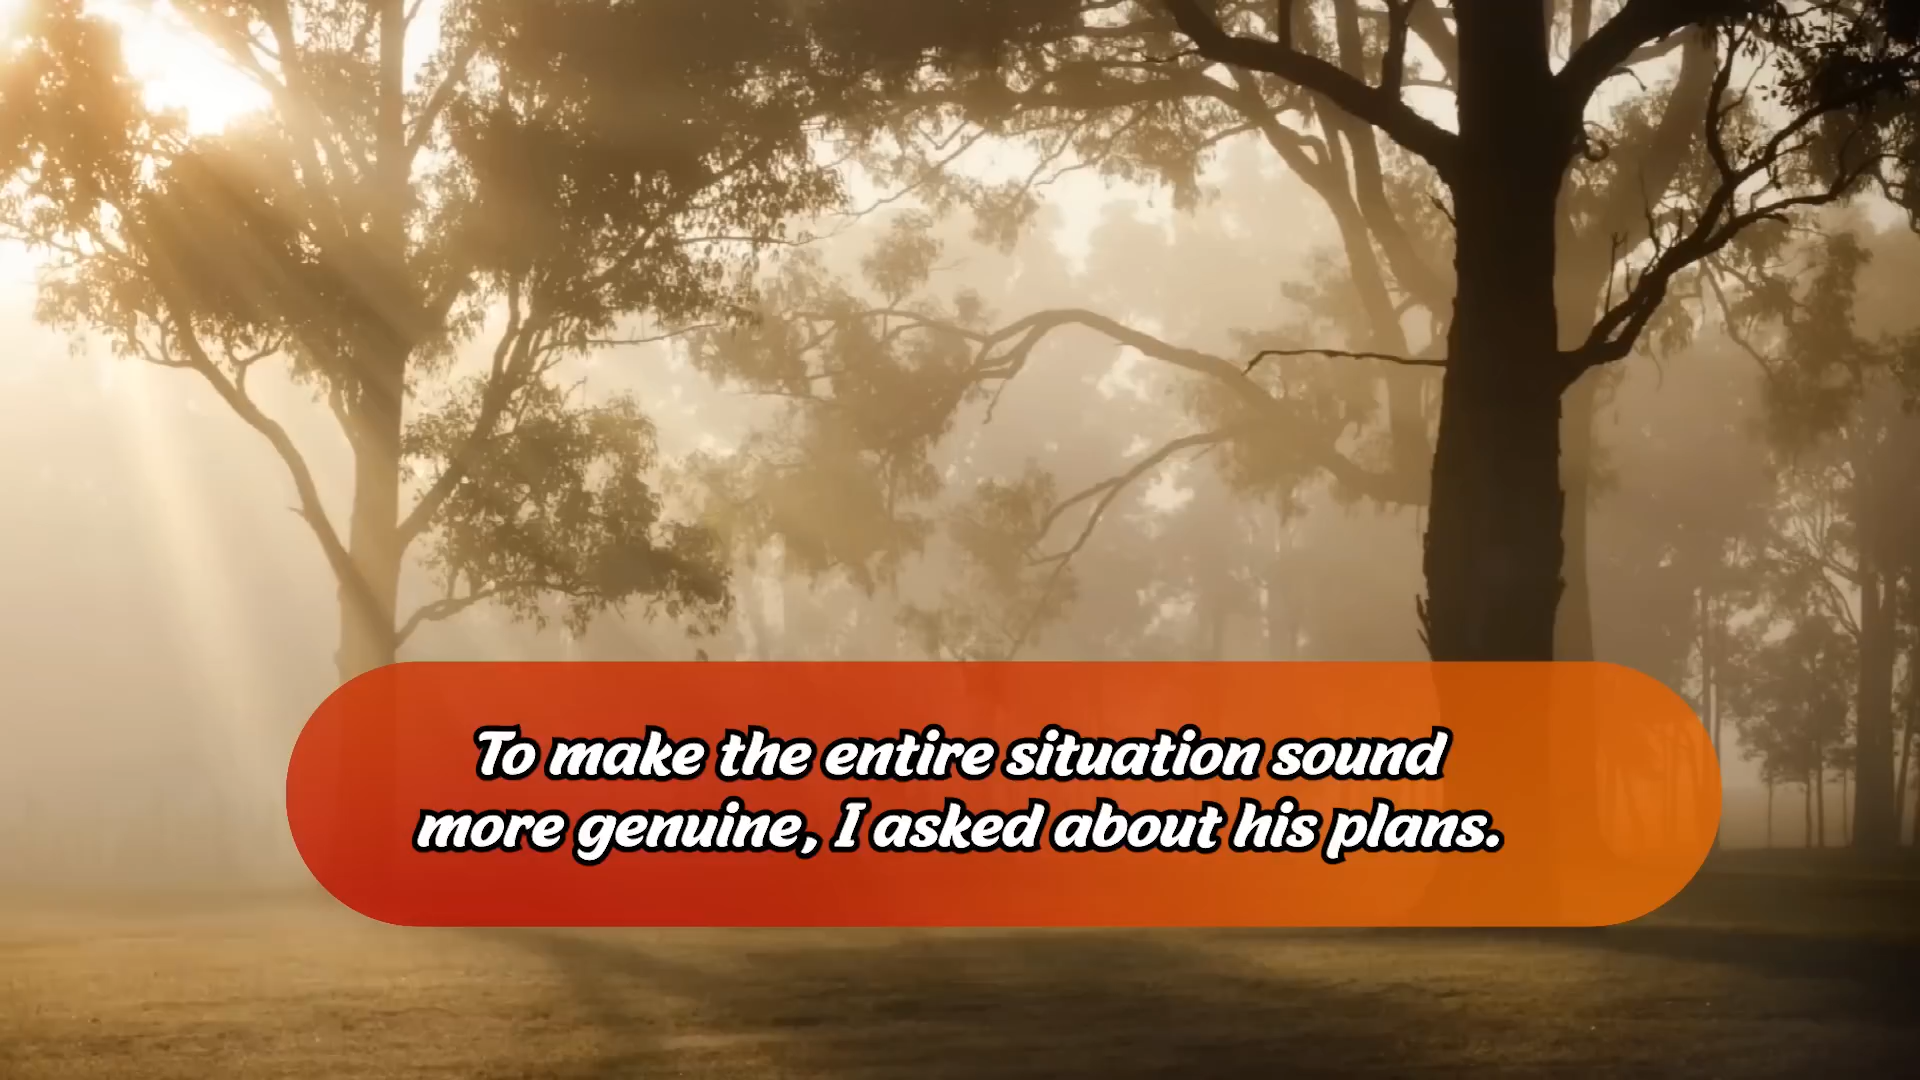 To make the entire situation sound
more genuine, I asked about his plans.